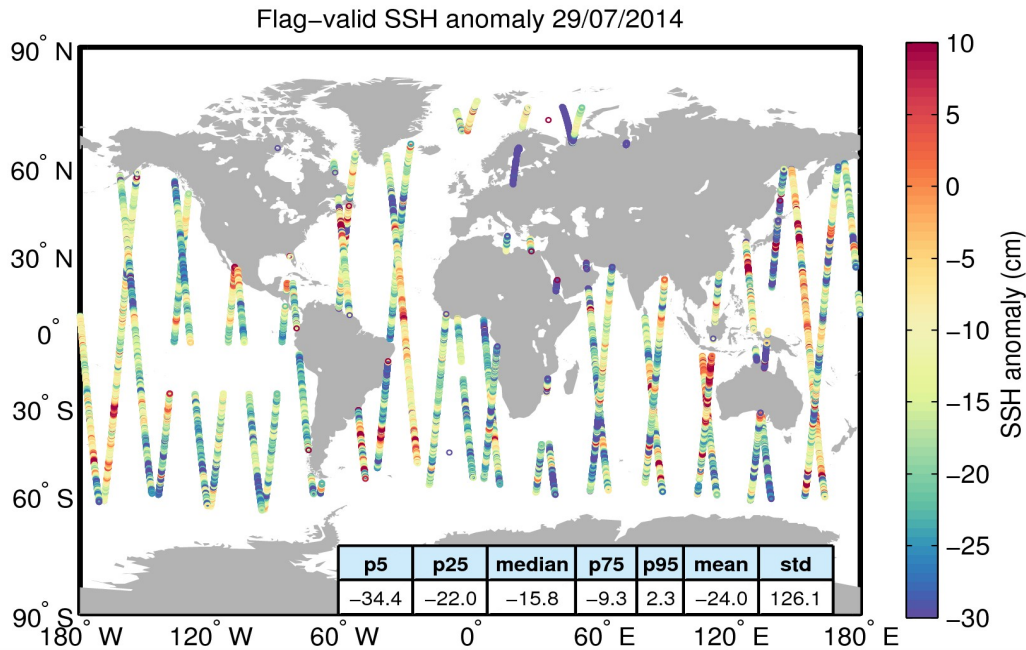 Flag−valid SSH anomaly 29/07/2014
90° N
60° N
30° N
0°
30° S
60° S
90° S
180° W 120° W 60° W 0° 60° E 120° E 180° E
p5 p25 median p75 p95 mean std
−34.4 −22.0 −15.8 −9.3 2.3 −24.0 126.1
10
5
0
−5
−10
−15
−20
−25
−30
SSH anomaly (cm)